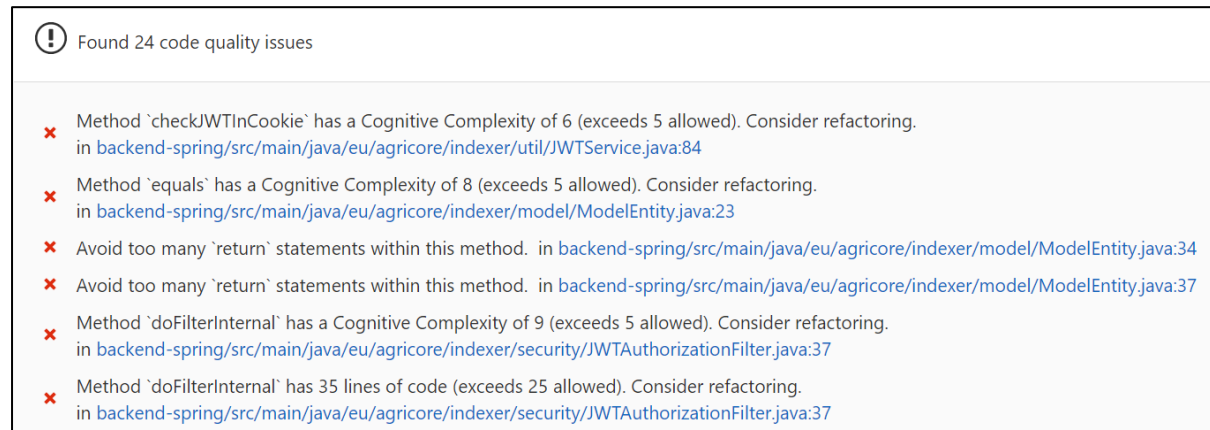 Found 24 code quality issues
Method `checkJWTInCookie` has a Cognitive Complexity of 6 (exceeds 5 allowed). Consider refactoring.
in backend-spring/src/main/java/eu/agricore/indexer/util/JWTService.java:84
Method `equals` has a Cognitive Complexity of 8 (exceeds 5 allowed). Consider refactoring.
in backend-spring/src/main/java/eu/agricore/indexer/model/ModelEntity.java:23
Avoid too many `return` statements within this method. in backend-spring/src/main/java/eu/agricore/indexer/model/ModelEntity.java:34
Avoid too many `return` statements within this method. in backend-spring/src/main/java/eu/agricore/indexer/model/ModelEntity.java:37
Method `doFilterInternal` has a Cognitive Complexity of 9 (exceeds 5 allowed). Consider refactoring.
in backend-spring/src/main/java/eu/agricore/indexer/security/JWTAuthorizationFilter.java:37
Method `doFilterInternal` has 35 lines of code (exceeds 25 allowed). Consider refactoring.
in backend-spring/src/main/java/eu/agricore/indexer/security/JWTAuthorizationFilter.java:37